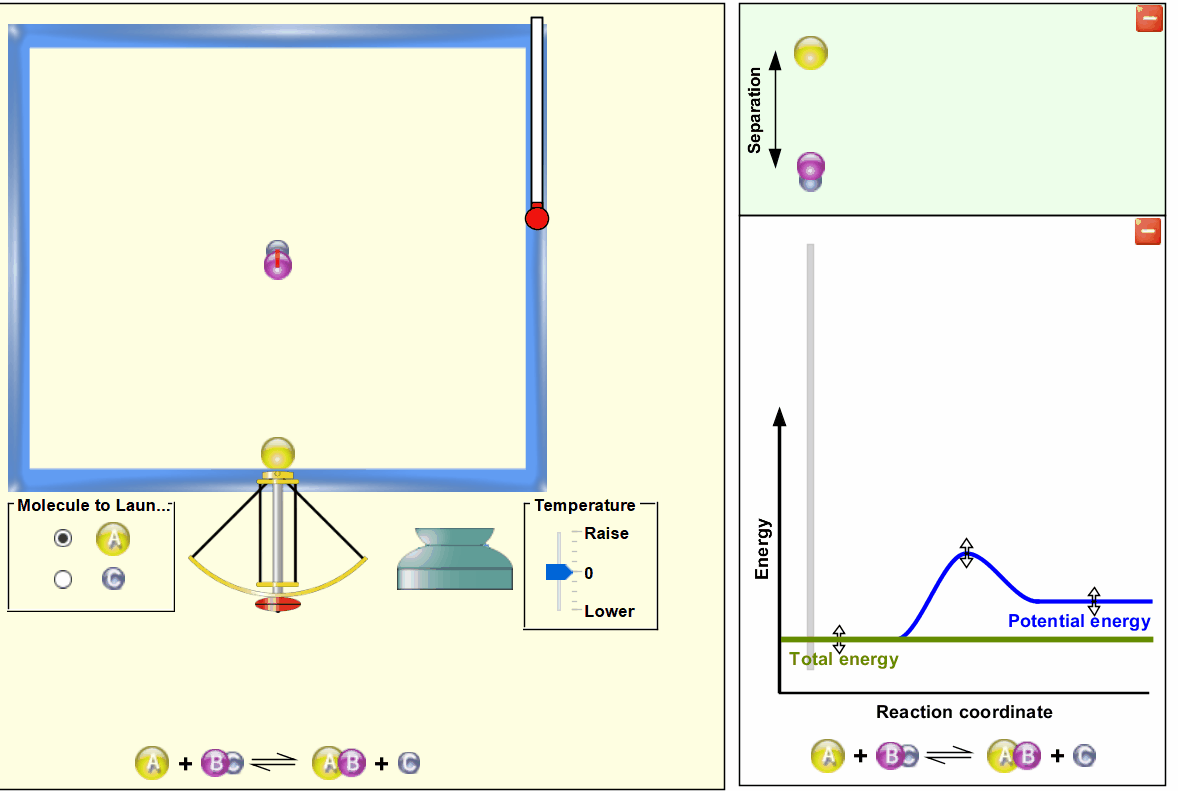 Molecule to Laun...
A
C
Temperature
Raise
0
Lower
A + BC ⇌ AB + C
Separation
Energy
Potential energy
Total energy
Reaction coordinate
A + BC ⇌ AB + C